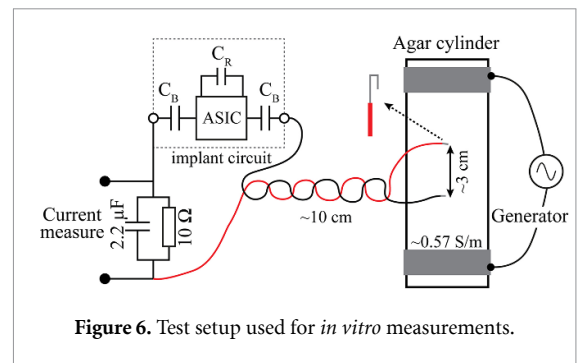 Agar cylinder
C_R
C_B
C_B
ASIC
implant circuit
~3 cm
Current
measure
2.2 µF
10 Ω
~10 cm
Generator
~0.57 S/m
Figure 6. Test setup used for in vitro measurements.